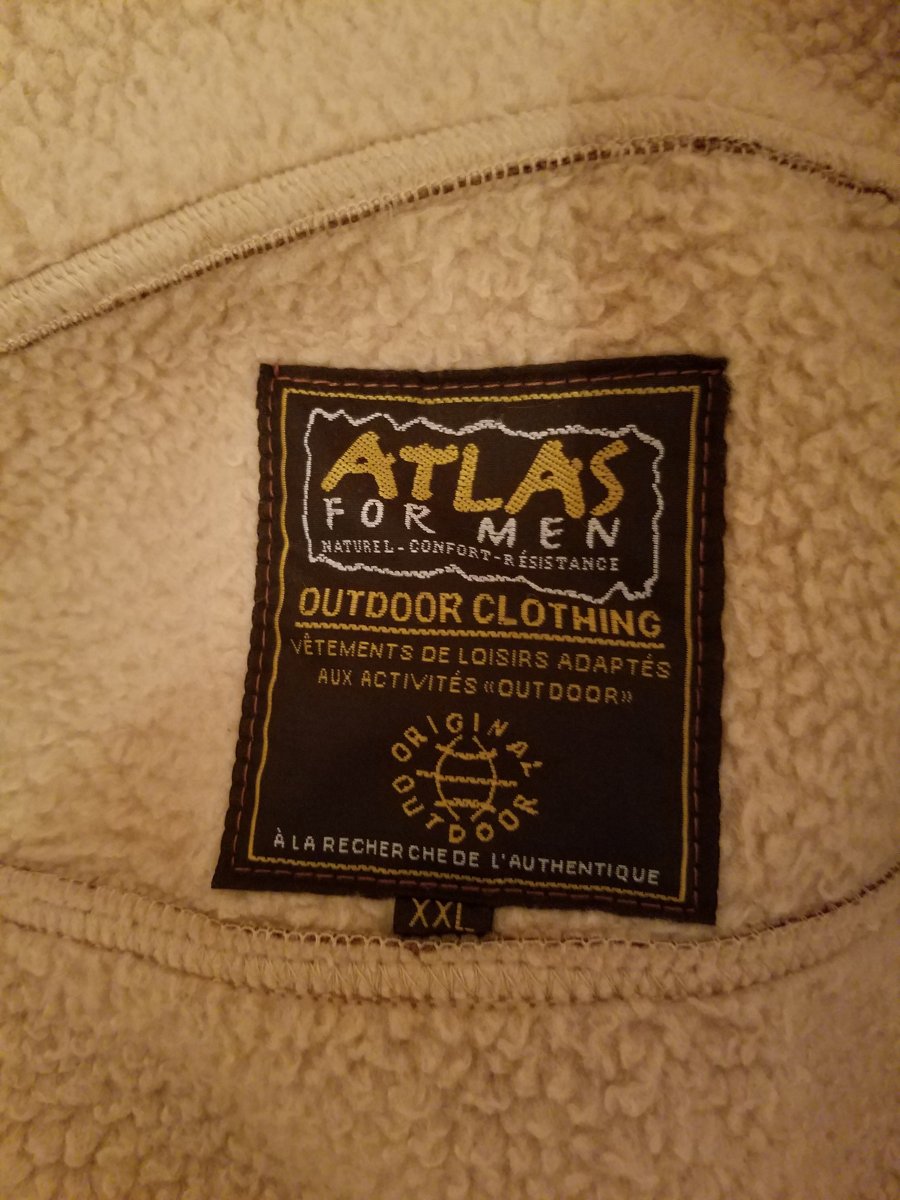 ATLAS
FOR MEN
NATUREL-CONFORT-RÉSISTANCE
OUTDOOR CLOTHING
VÊTEMENTS DE LOISIRS ADAPTÉS
AUX ACTIVITÉS «OUTDOOR»
ORIGINAL
OUTDOOR
À LA RECHERCHE DE L'AUTHENTIQUE
XXL